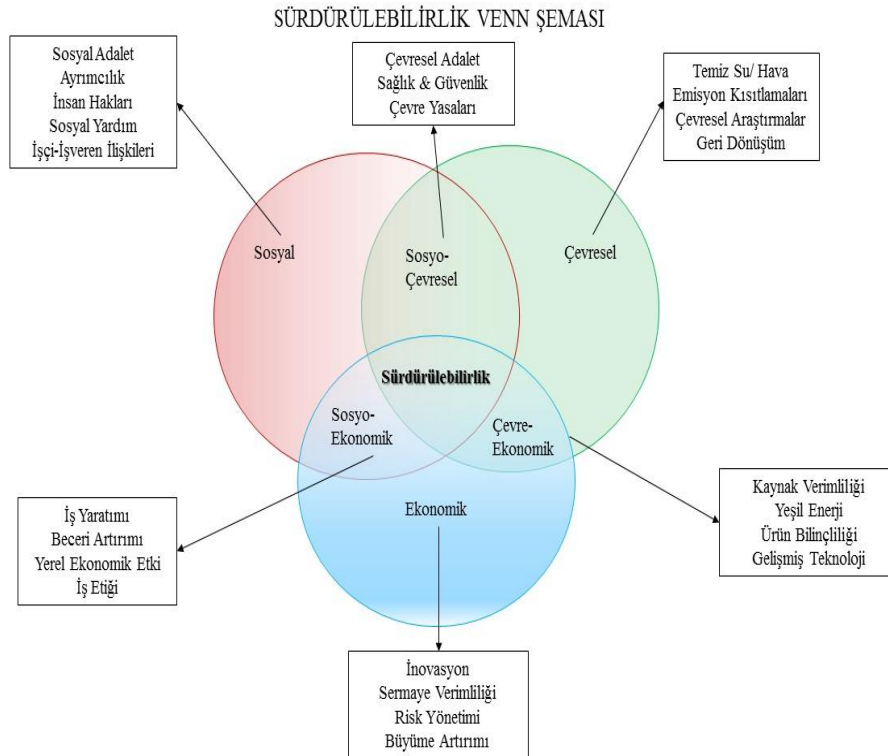 SÜRDÜRÜLEBİLİRLİK VENN ŞEMASI
Sosyal Adalet
Ayrımcılık
İnsan Hakları
Sosyal Yardım
İşçi-İşveren İlişkileri
Çevresel Adalet
Sağlık & Güvenlik
Çevre Yasaları
Temiz Su/ Hava
Emisyon Kısıtlamaları
Çevresel Araştırmalar
Geri Dönüşüm
Sosyal
Sosyo-
Çevresel
Çevresel
Sürdürülebilirlik
Sosyo-
Ekonomik
Çevre-
Ekonomik
Ekonomik
İş Yaratımı
Beceri Artırımı
Yerel Ekonomik Etki
İş Etiği
Kaynak Verimliliği
Yeşil Enerji
Ürün Bilinçliliği
Gelişmiş Teknoloji
İnovasyon
Sermaye Verimliliği
Risk Yönetimi
Büyüme Artırımı